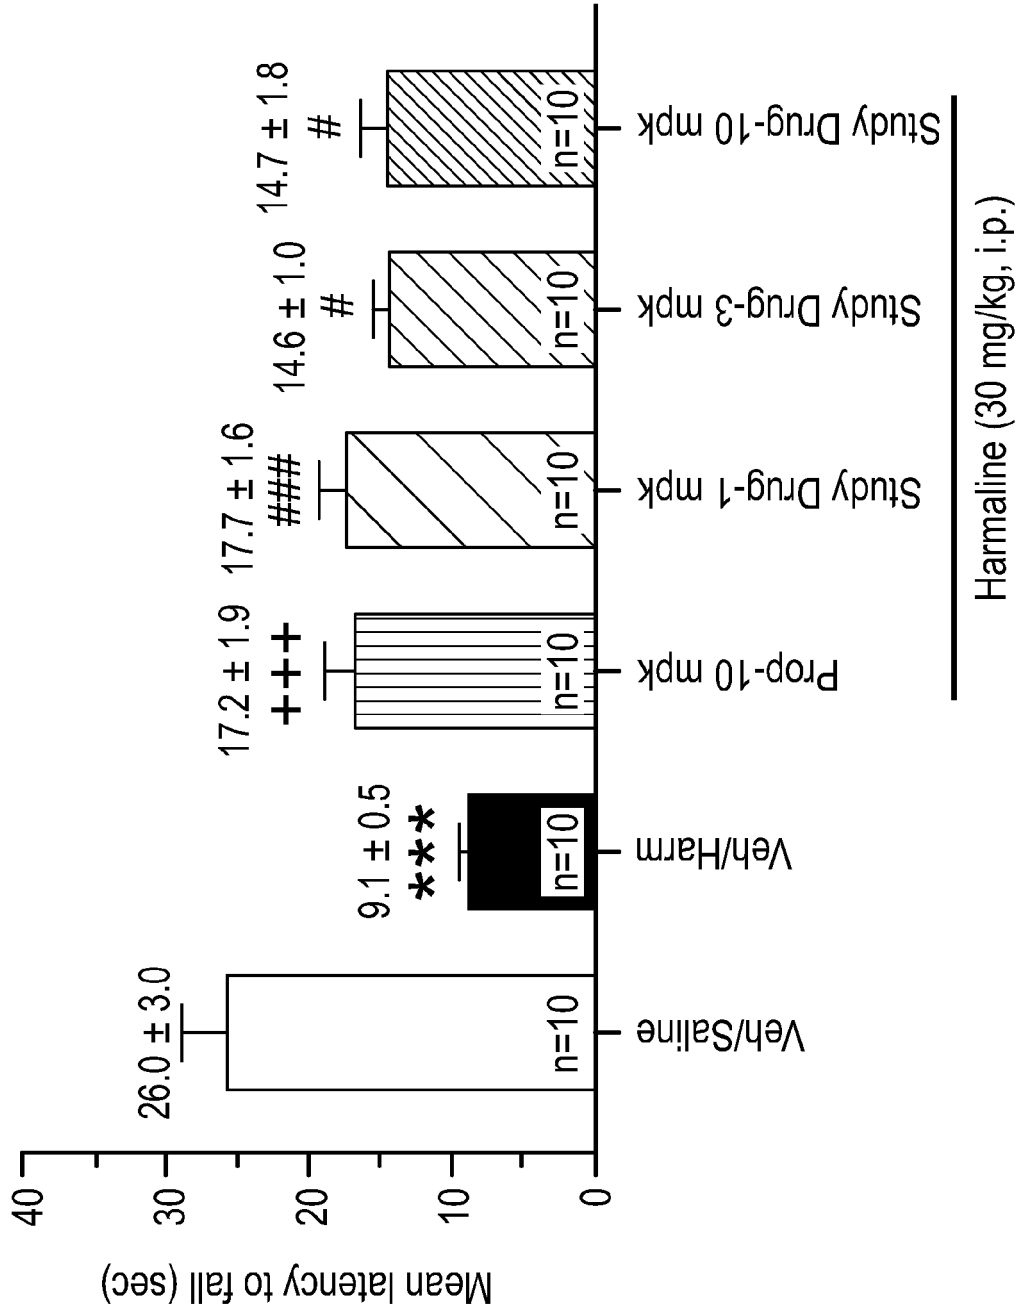 Mean latency to fall (sec)
40
30
20
10
0
26.0 ± 3.0
n=10
Veh/Saline
9.1 ± 0.5
***
n=10
Veh/Harm
17.2 ± 1.9
+++
n=10
Prop-10 mpk
17.7 ± 1.6
###
n=10
Study Drug-1 mpk
14.6 ± 1.0
#
n=10
Study Drug-3 mpk
14.7 ± 1.8
#
n=10
Study Drug-10 mpk
Harmaline (30 mg/kg, i.p.)